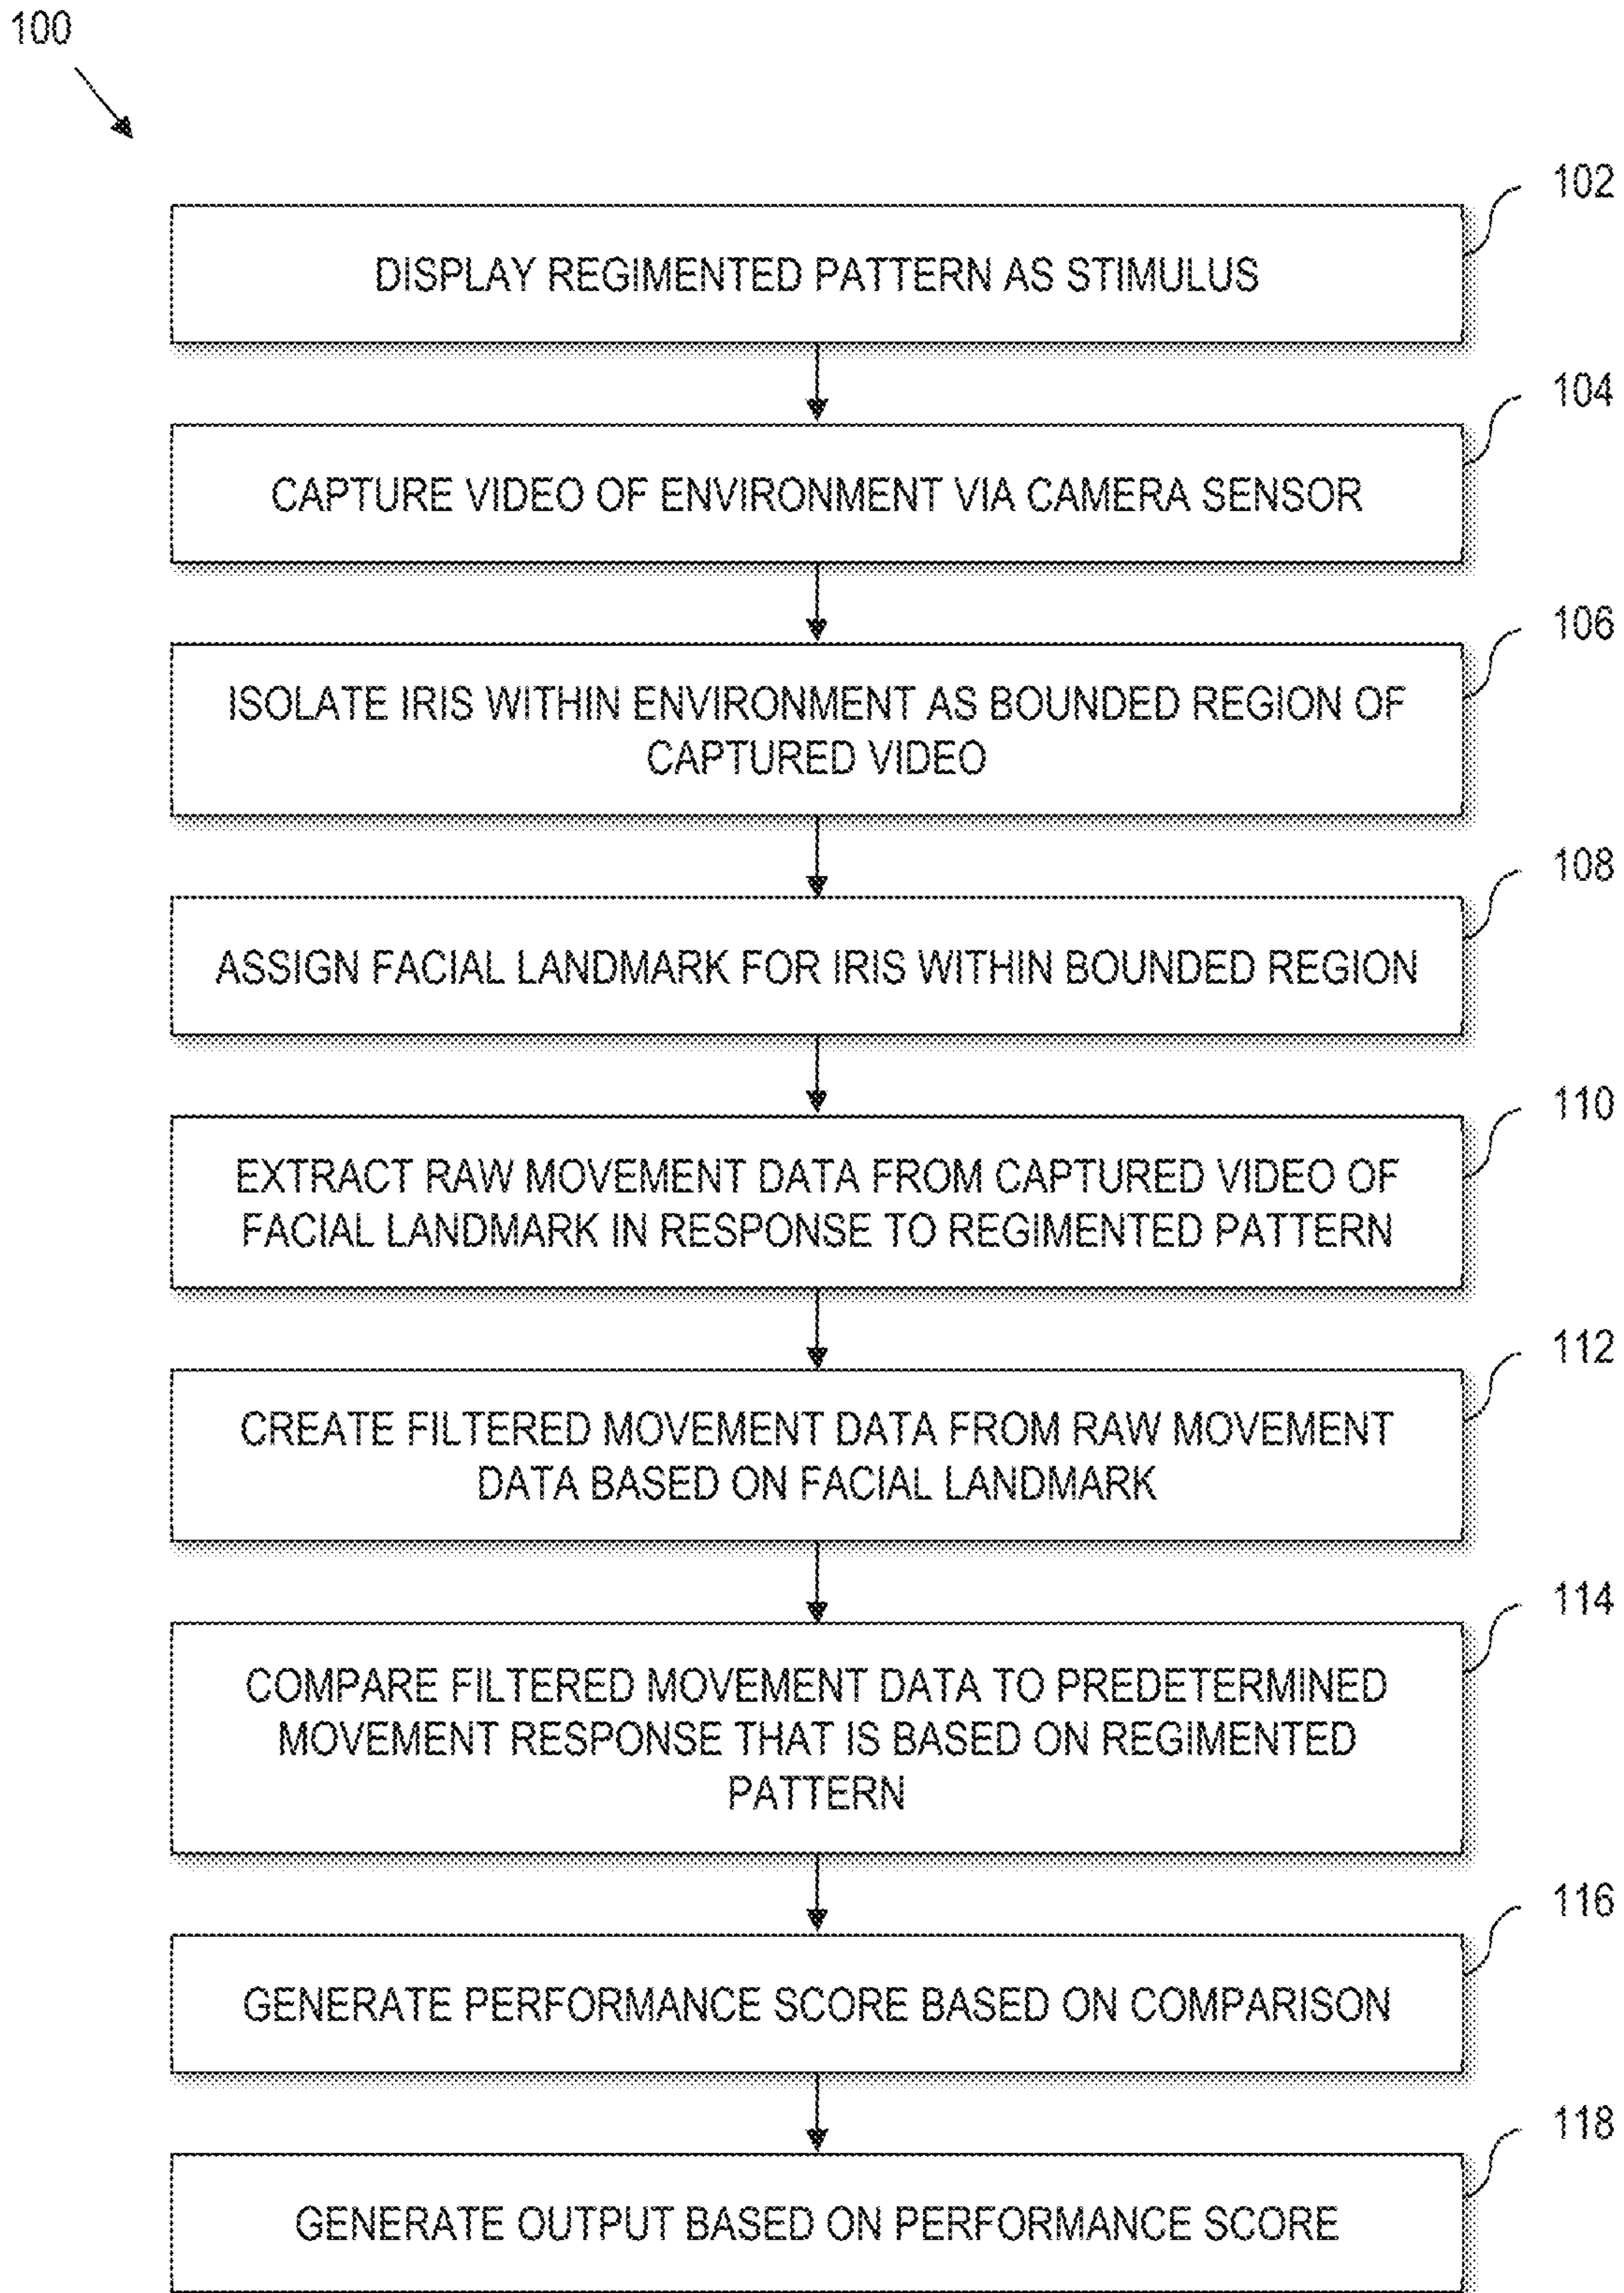 100
102
DISPLAY REGIMENTED PATTERN AS STIMULUS
104
CAPTURE VIDEO OF ENVIRONMENT VIA CAMERA SENSOR
106
ISOLATE IRIS WITHIN ENVIRONMENT AS BOUNDED REGION OF
CAPTURED VIDEO
108
ASSIGN FACIAL LANDMARK FOR IRIS WITHIN BOUNDED REGION
110
EXTRACT RAW MOVEMENT DATA FROM CAPTURED VIDEO OF
FACIAL LANDMARK IN RESPONSE TO REGIMENTED PATTERN
112
CREATE FILTERED MOVEMENT DATA FROM RAW MOVEMENT
DATA BASED ON FACIAL LANDMARK
114
COMPARE FILTERED MOVEMENT DATA TO PREDETERMINED
MOVEMENT RESPONSE THAT IS BASED ON REGIMENTED
PATTERN
116
GENERATE PERFORMANCE SCORE BASED ON COMPARISON
118
GENERATE OUTPUT BASED ON PERFORMANCE SCORE